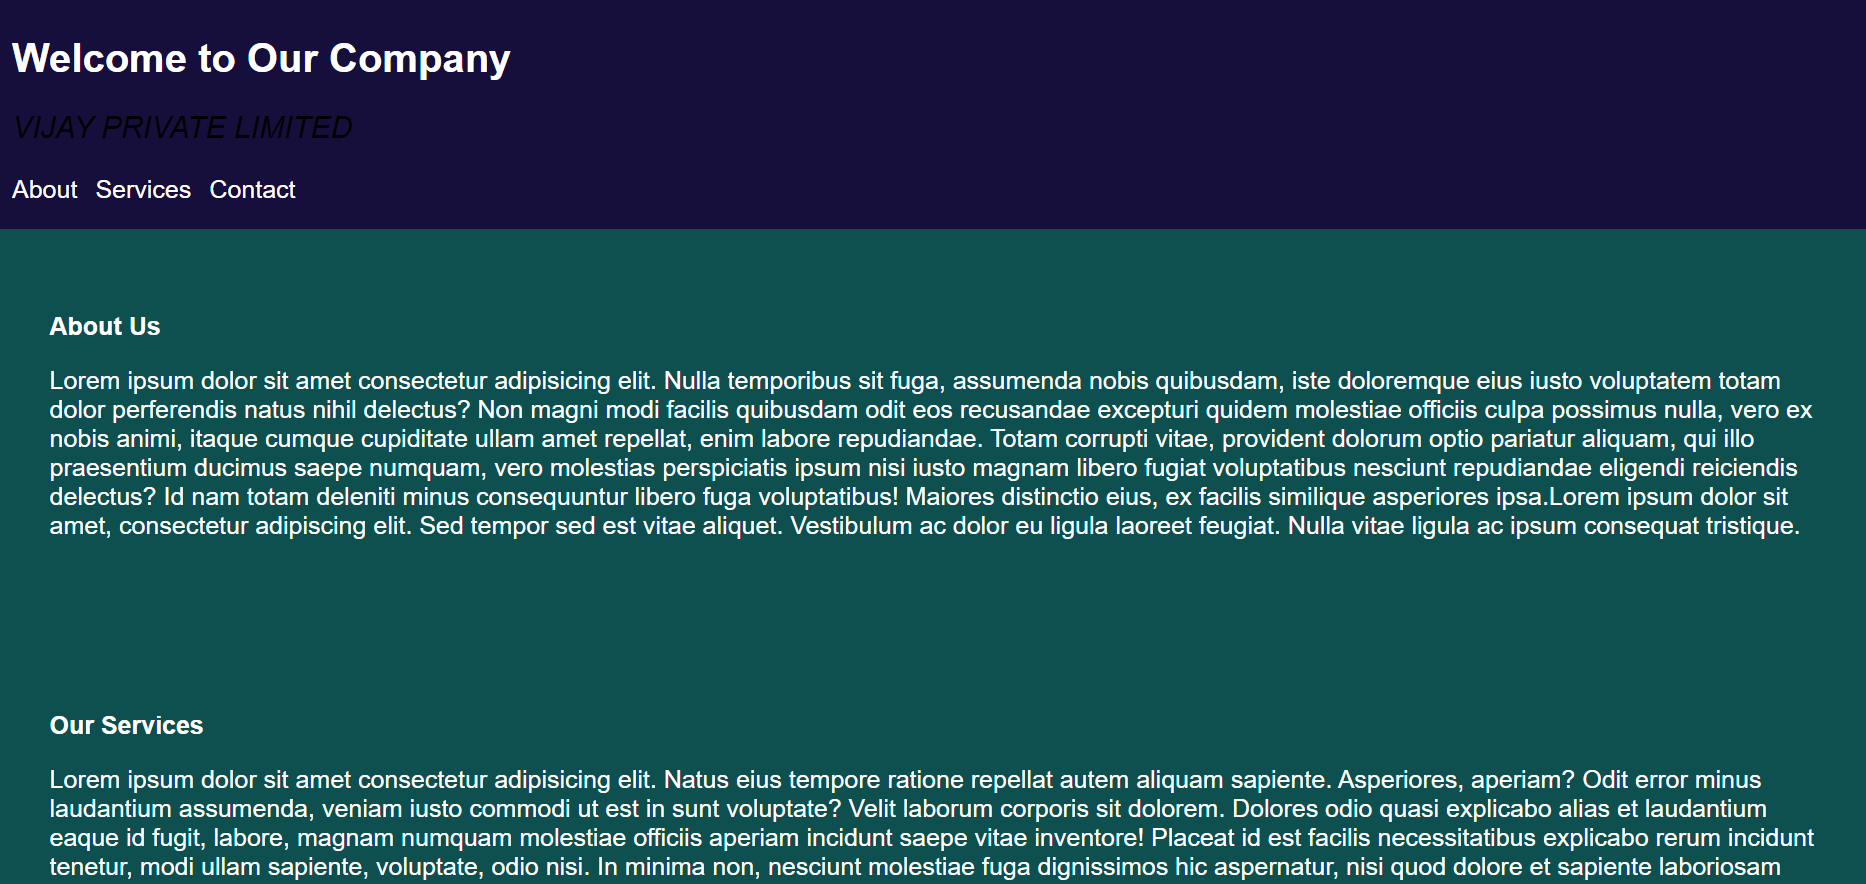 Welcome to Our Company
VIJAY PRIVATE LIMITED
About Services Contact
About Us
Lorem ipsum dolor sit amet consectetur adipisicing elit. Nulla temporibus sit fuga, assumenda nobis quibusdam, iste doloremque eius iusto voluptatem totam
dolor perferendis natus nihil delectus? Non magni modi facilis quibusdam odit eos recusandae excepturi quidem molestiae officiis culpa possimus nulla, vero ex
nobis animi, itaque cumque cupiditate ullam amet repellat, enim labore repudiandae. Totam corrupti vitae, provident dolorum optio pariatur aliquam, qui illo
praesentium ducimus saepe numquam, vero molestias perspiciatis ipsum nisi iusto magnam libero fugiat voluptatibus nesciunt repudiandae eligendi reiciendis
delectus? Id nam totam deleniti minus consequuntur libero fuga voluptatibus! Maiores distinctio eius, ex facilis similique asperiores ipsa.Lorem ipsum dolor sit
amet, consectetur adipiscing elit. Sed tempor sed est vitae aliquet. Vestibulum ac dolor eu ligula laoreet feugiat. Nulla vitae ligula ac ipsum consequat tristique.
Our Services
Lorem ipsum dolor sit amet consectetur adipisicing elit. Natus eius tempore ratione repellat autem aliquam sapiente. Asperiores, aperiam? Odit error minus
laudantium assumenda, veniam iusto commodi ut est in sunt voluptate? Velit laborum corporis sit dolorem. Dolores odio quasi explicabo alias et laudantium
eaque id fugit, labore, magnam numquam molestiae officiis aperiam incidunt saepe vitae inventore! Placeat id est facilis necessitatibus explicabo rerum incidunt
tenetur, modi ullam sapiente, voluptate, odio nisi. In minima non, nesciunt molestiae fuga dignissimos hic aspernatur, nisi quod dolore et sapiente laboriosam